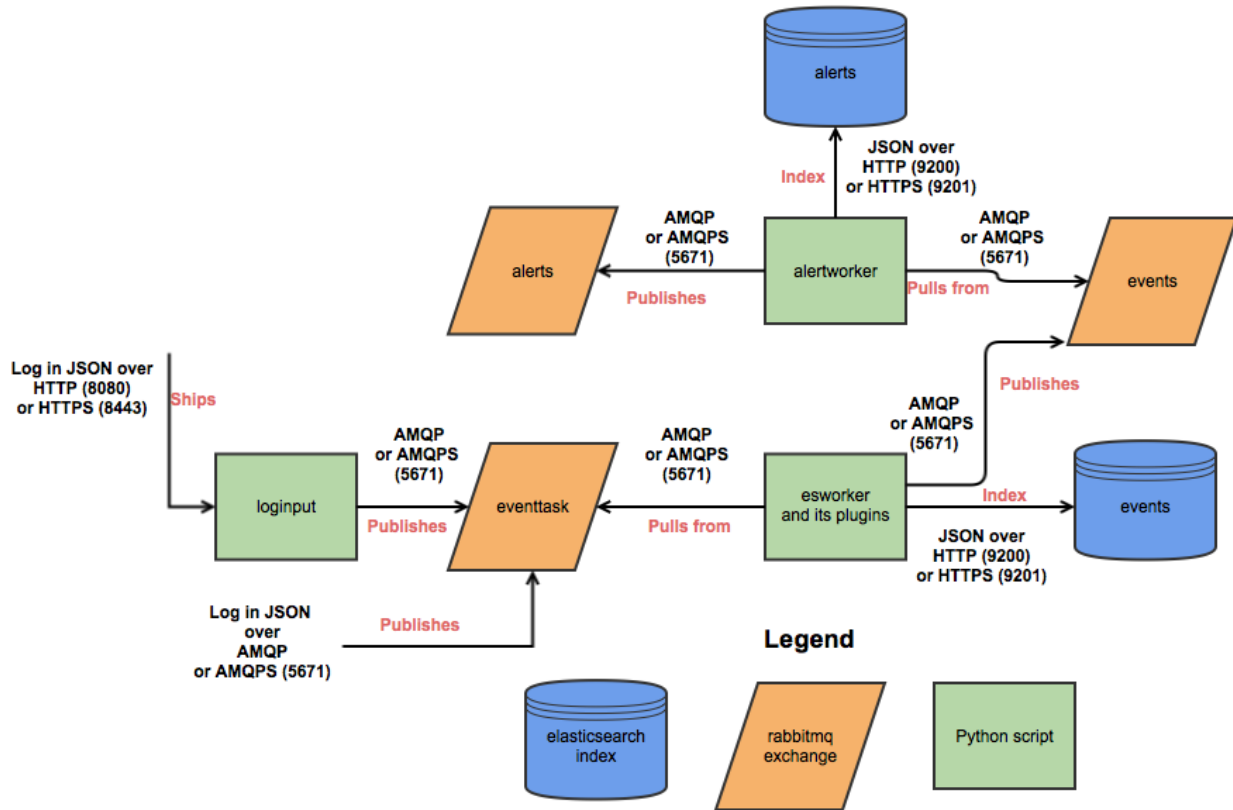 alerts
JSON over
HTTP (9200)
or HTTPS (9201)
Index
AMQP
or AMQPS
(5671)
AMQP
or AMQPS
(5671)
alerts
alertworker
events
Publishes
Pulls from
Log in JSON over
HTTP (8080)
or HTTPS (8443)
Ships
Publishes
AMQP
or AMQPS
(5671)
AMQP
or AMQPS
(5671)
AMQP
or AMQPS
(5671)
loginput
eventtask
esworker
and its plugins
Index
events
Publishes
Pulls from
JSON over
HTTP (9200)
or HTTPS (9201)
Log in JSON
over
AMQP
or AMQPS (5671)
Publishes
Legend
elasticsearch
index
rabbitmq
exchange
Python script